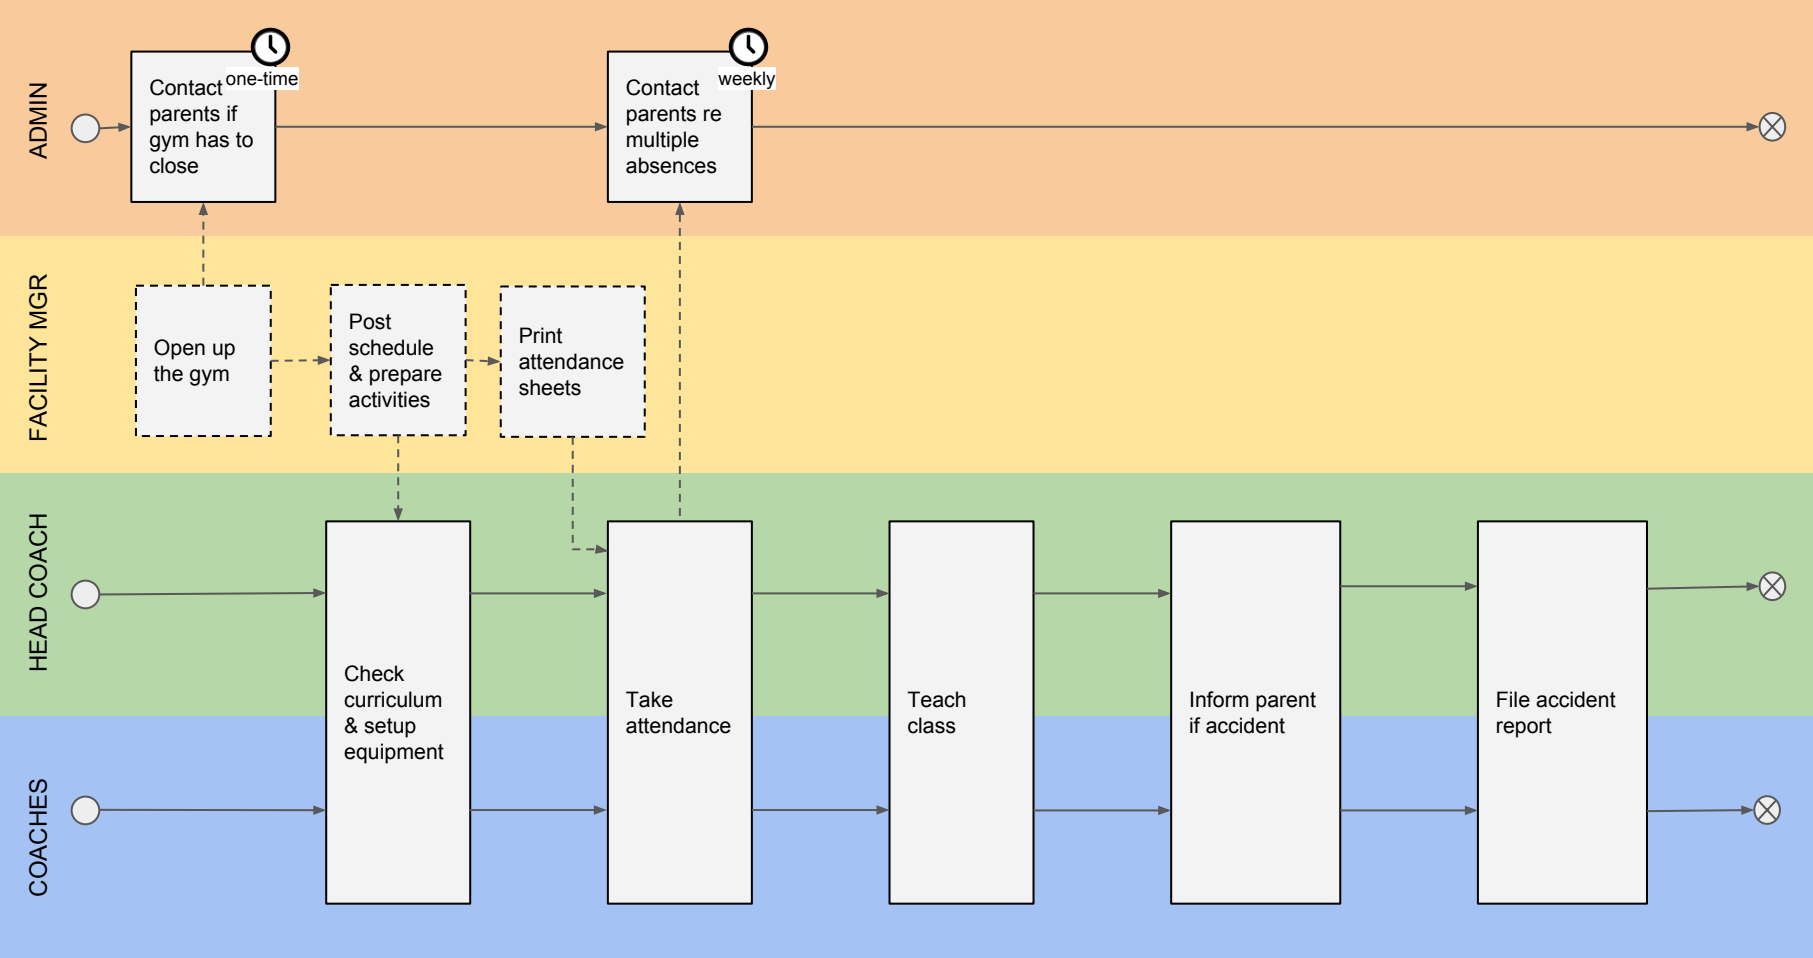 ADMIN
Contact
parents if
gym has to
close
one-time
Contact
parents re
multiple
absences
weekly
FACILITY MGR
Open up
the gym
Post
schedule
& prepare
activities
Print
attendance
sheets
HEAD COACH
COACHES
Check
curriculum
& setup
equipment
Take
attendance
Teach
class
Inform parent
if accident
File accident
report